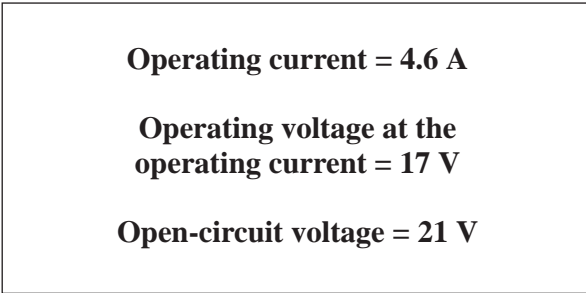 Operating current = 4.6 A
Operating voltage at the
operating current = 17 V
Open-circuit voltage = 21 V